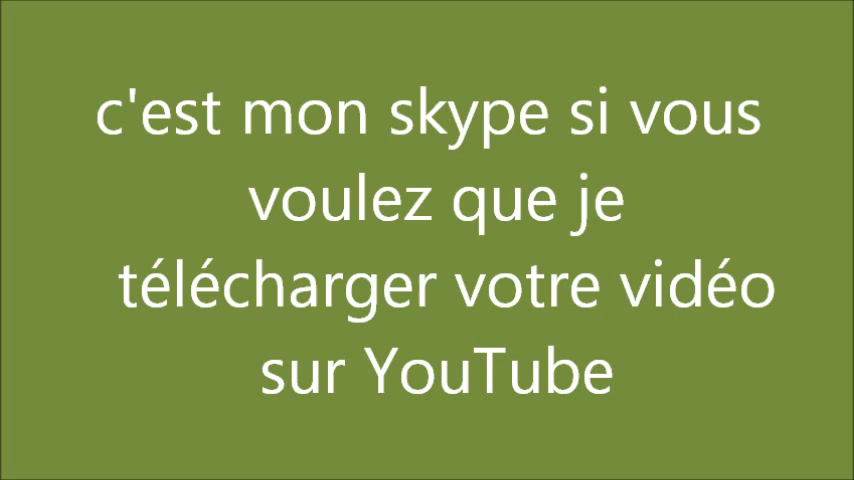 c'est mon skype si vous
voulez que je
télécharger votre vidéo
sur YouTube